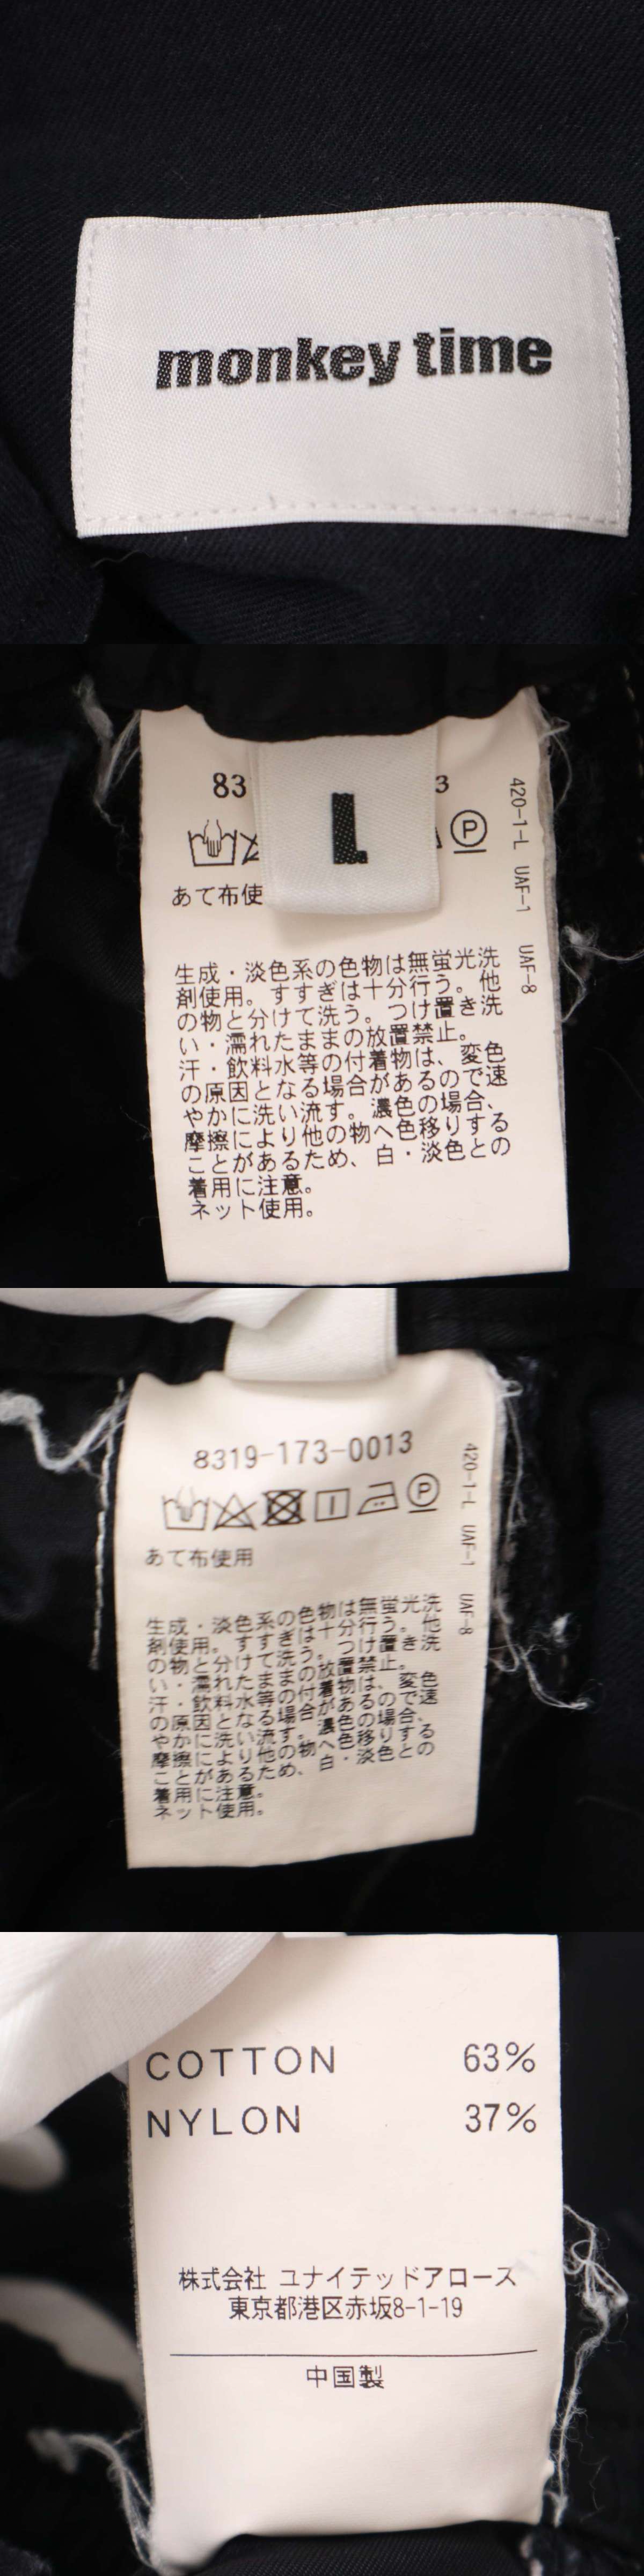 monkey time
83
3
L
あて布使
420-1-L UAF-1 UAF-8
生成・淡色系の色物は無蛍光洗
剤使用。すすぎは十分行う。他
の物と分けて洗う。つけ置き洗
い・濡れたままの放置禁止。
汗・飲料水等の付着物は、変色
の原因となる場合があるので速
やかに洗い流す。濃色の場合、
摩擦により他の物へ色移りする
ことがあるため、白・淡色との
着用に注意。
ネット使用。
8319-173-0013
あて布使用
420-1-L UAF-1 UAF-8
生成・淡色系の色物は無蛍光洗
剤使用。すすぎは十分行う。他
の物と分けて洗う。つけ置き洗
い・濡れたままの放置禁止。
汗・飲料水等の付着物は、変色
の原因となる場合があるので速
やかに洗い流す。濃色の場合、
摩擦により他の物へ色移りする
ことがあるため、白・淡色との
着用に注意。
ネット使用。
COTTON 63%
NYLON 37%
株式会社 ユナイテッドアローズ
東京都港区赤坂8-1-19
中国製